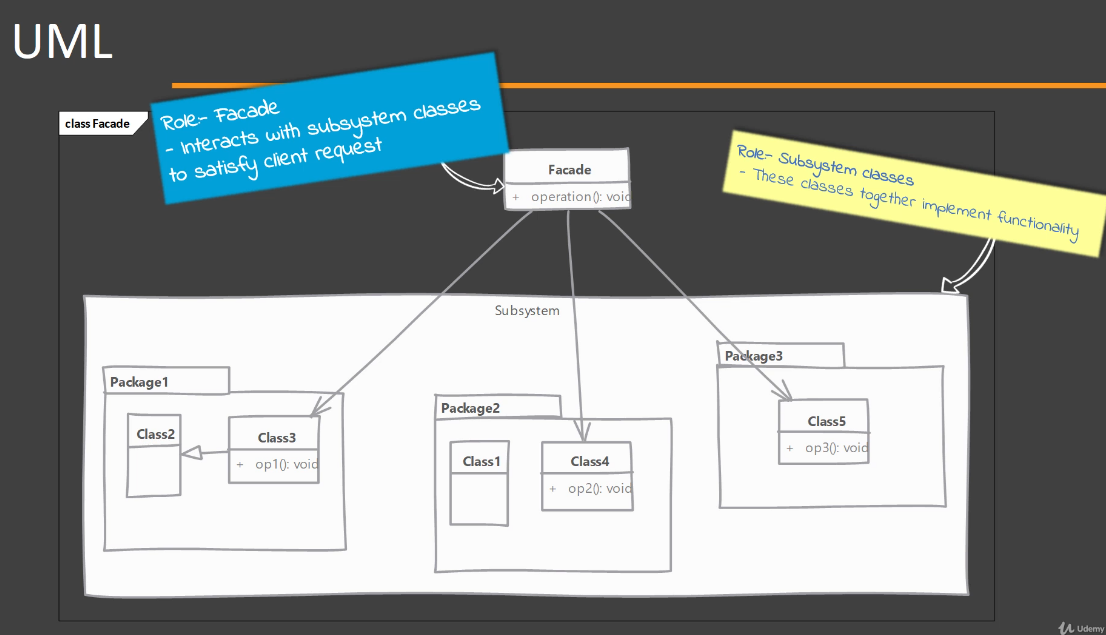 UML
class Facade
Role:- Facade
- Interacts with subsystem classes
to satisfy client request
Facade
+ operation(): void
Role:- Subsystem classes
- These classes together implement functionality
Subsystem
Package1
Class2
Class3
+ op1(): void
Package2
Class1
Class4
+ op2(): void
Package3
Class5
+ op3(): void
Udemy